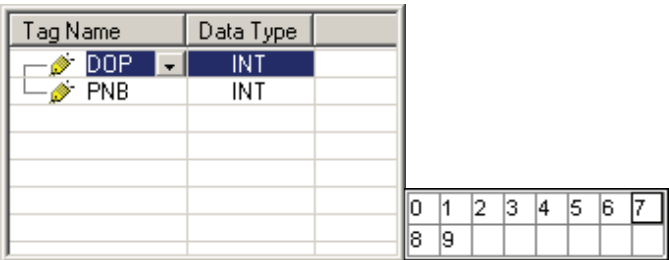 Tag Name Data Type
DOP INT
PNB INT
0 1 2 3 4 5 6 7
8 9